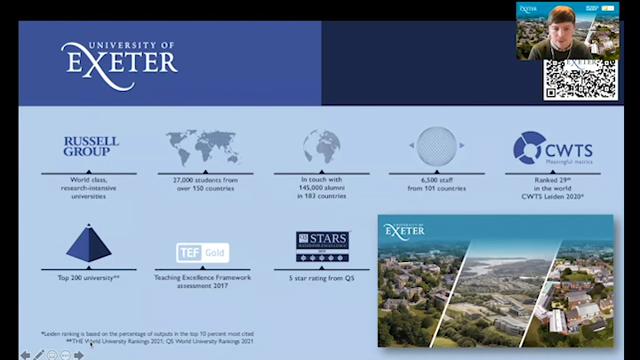 UNIVERSITY OF
EXETER
EXETER
RUSSELL
GROUP
CWTS
Meaningful metrics
World class,
research-intensive
universities
27,000 students from
over 150 countries
In touch with
145,000 alumni
in 183 countries
6,500 staff
from 101 countries
Ranked 29th
in the world
CWTS Leiden 2020*
TEF Gold
QS STARS
Top 200 university**
Teaching Excellence Framework
assessment 2017
5 star rating from QS
UNIVERSITY OF
EXETER
*Leiden ranking is based on the percentage of outputs in the top 10 percent most cited
**THE World University Rankings 2021; QS World University Rankings 2021